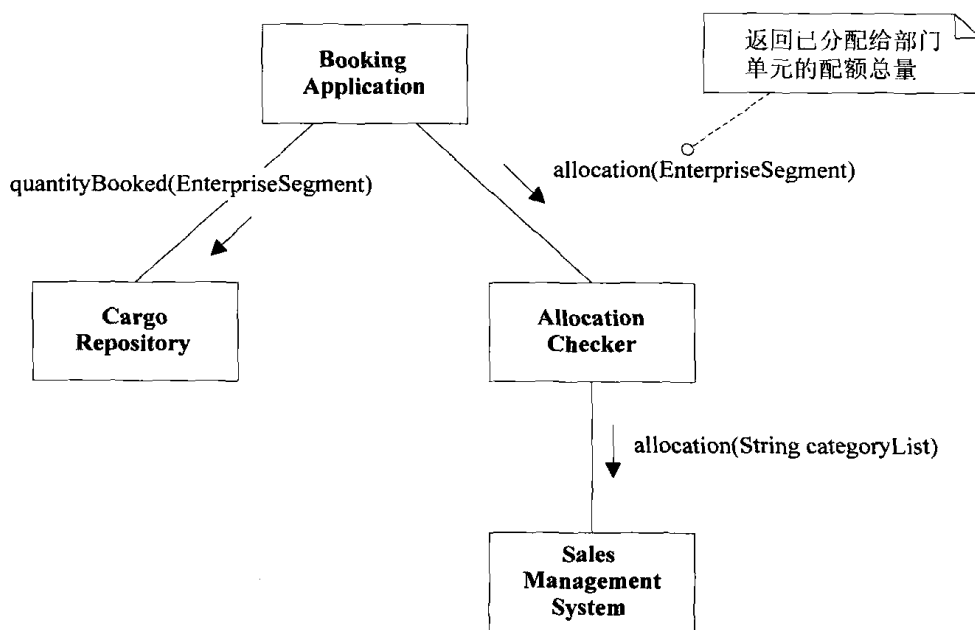 Booking
Application
返回已分配给部门
单元的配额总量
quantityBooked(EnterpriseSegment)
allocation(EnterpriseSegment)
Cargo
Repository
Allocation
Checker
allocation(String categoryList)
Sales
Management
System